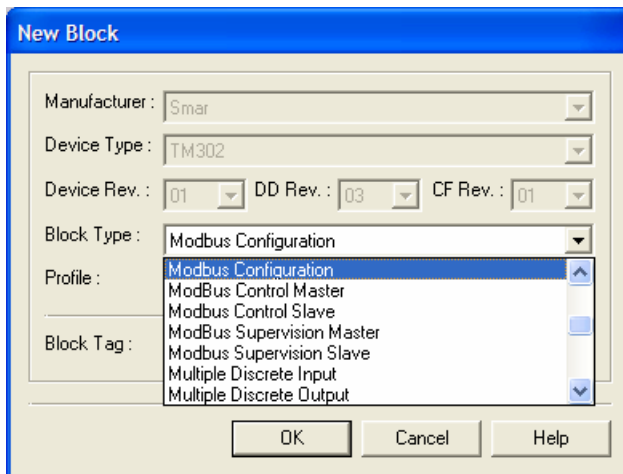 New Block
Manufacturer : Smar
Device Type : TM302
Device Rev. : 01 DD Rev. : 03 CF Rev. : 01
Block Type : Modbus Configuration
Profile : Modbus Configuration
ModBus Control Master
Modbus Control Slave
ModBus Supervision Master
Modbus Supervision Slave
Block Tag : Multiple Discrete Input
Multiple Discrete Output
OK Cancel Help